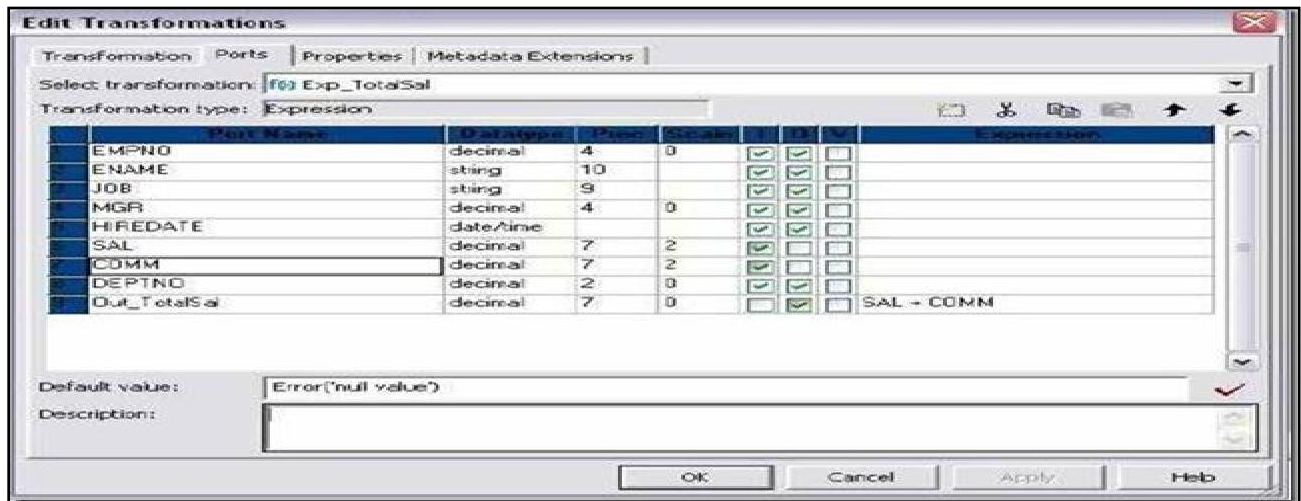 Edit Transformations
Transformation Ports Properties Metadata Extensions
Select transformation: f(x) Exp_TotalSal
Transformation type: Expression
Port Name Datatype Prec Scale I O V Expression
1 EMPNO decimal 4 0
2 ENAME string 10
3 JOB string 9
4 MGR decimal 4 0
5 HIREDATE date/time
6 SAL decimal 7 2
7 COMM decimal 7 2
8 DEPTNO decimal 2 0
9 Out_TotalSal decimal 7 0 SAL + COMM
Default value: Error('null value')
Description:
OK Cancel Apply Help